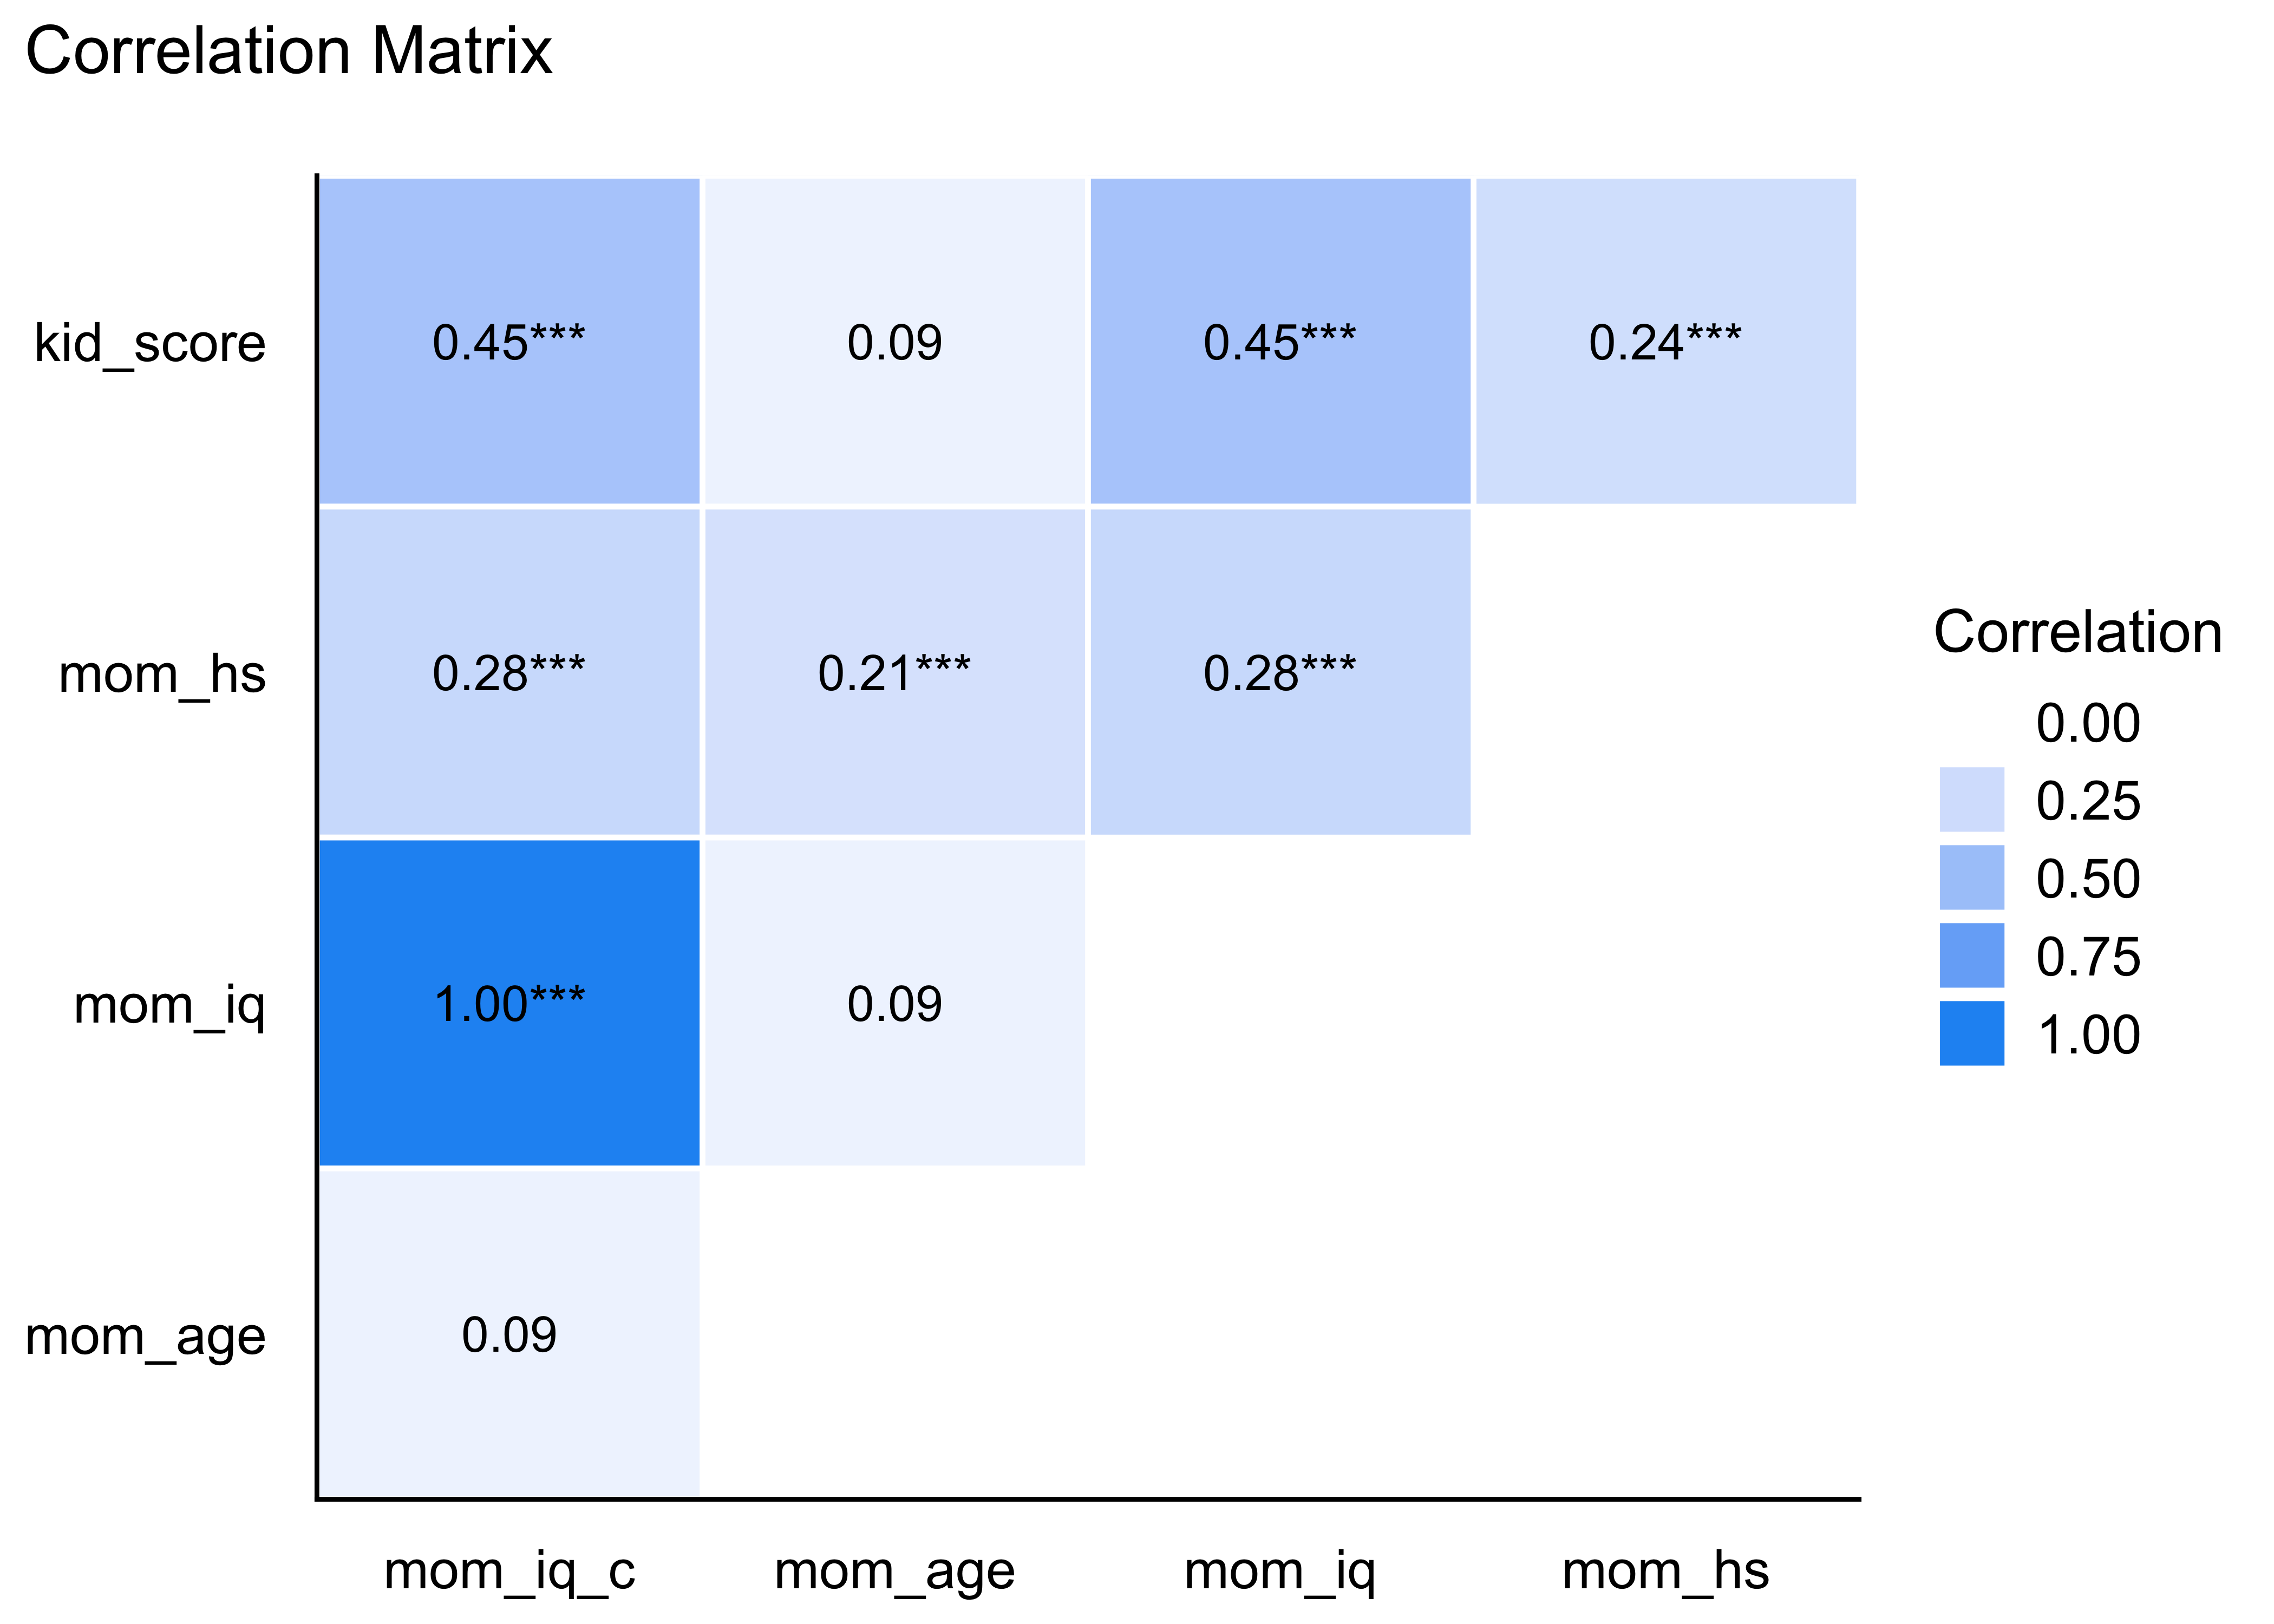 Correlation Matrix
kid_score 0.45*** 0.09 0.45*** 0.24***
mom_hs 0.28*** 0.21*** 0.28***
mom_iq 1.00*** 0.09
mom_age 0.09
mom_iq_c mom_age mom_iq mom_hs
Correlation
0.00
0.25
0.50
0.75
1.00